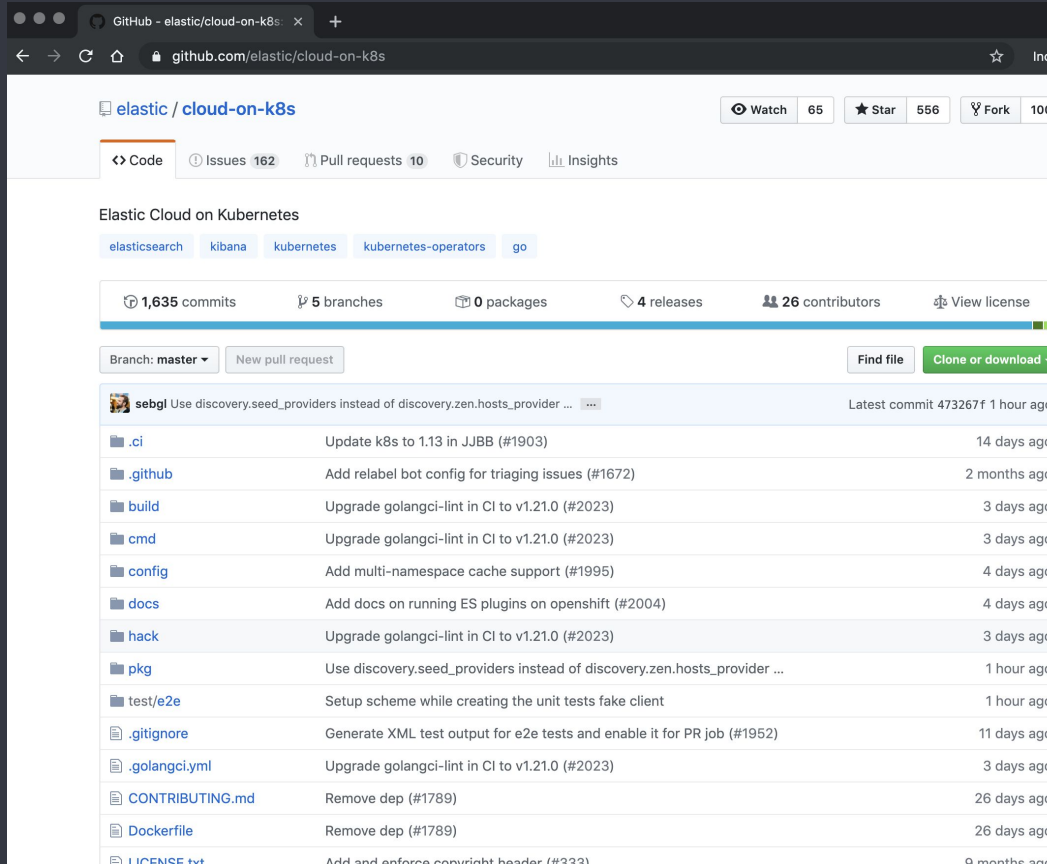 GitHub - elastic/cloud-on-k8s:
github.com/elastic/cloud-on-k8s
elastic / cloud-on-k8s
Watch 65 Star 556 Fork
Code Issues 162 Pull requests 10 Security Insights
Elastic Cloud on Kubernetes
elasticsearch kibana kubernetes kubernetes-operators go
1,635 commits 5 branches 0 packages 4 releases 26 contributors View license
Branch: master New pull request Find file Clone or download
sebgl Use discovery.seed_providers instead of discovery.zen.hosts_provider ... Latest commit 473267f 1 hour ago
.ci Update k8s to 1.13 in JJBB (#1903) 14 days ago
.github Add relabel bot config for triaging issues (#1672) 2 months ago
build Upgrade golangci-lint in CI to v1.21.0 (#2023) 3 days ago
cmd Upgrade golangci-lint in CI to v1.21.0 (#2023) 3 days ago
config Add multi-namespace cache support (#1995) 4 days ago
docs Add docs on running ES plugins on openshift (#2004) 4 days ago
hack Upgrade golangci-lint in CI to v1.21.0 (#2023) 3 days ago
pkg Use discovery.seed_providers instead of discovery.zen.hosts_provider ... 1 hour ago
test/e2e Setup scheme while creating the unit tests fake client 1 hour ago
.gitignore Generate XML test output for e2e tests and enable it for PR job (#1952) 11 days ago
.golangci.yml Upgrade golangci-lint in CI to v1.21.0 (#2023) 3 days ago
CONTRIBUTING.md Remove dep (#1789) 26 days ago
Dockerfile Remove dep (#1789) 26 days ago
LICENSE.txt Add and enforce copyright header (#333) 9 months ago